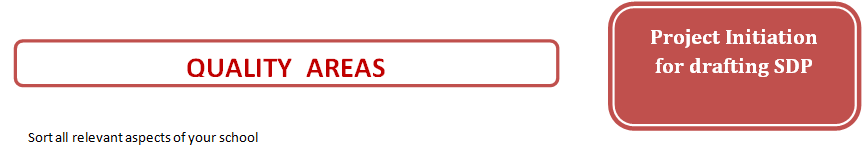 QUALITY AREAS
Project Initiation
for drafting SDP
Sort all relevant aspects of your school